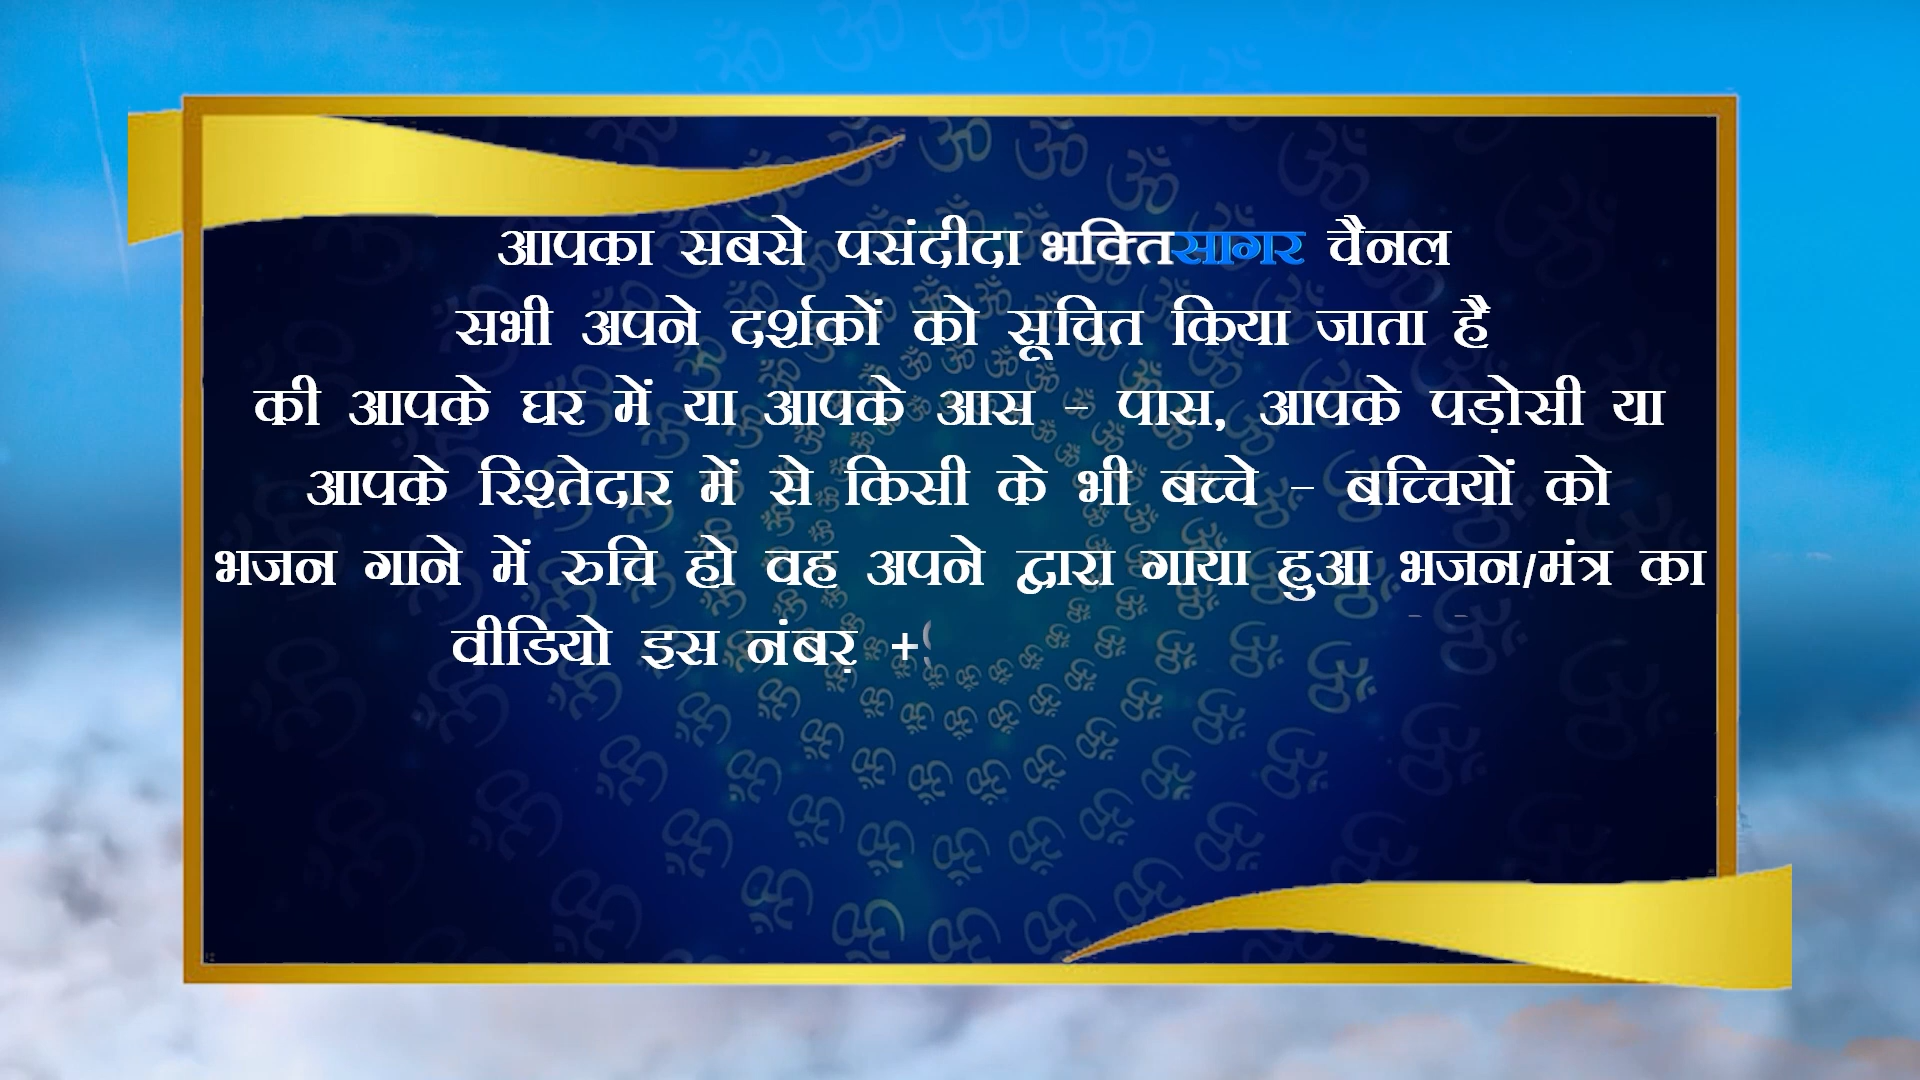 आपका सबसे पसंदीदा भक्तिसागर चैनल
सभी अपने दर्शकों को सूचित किया जाता है
की आपके घर में या आपके आस - पास, आपके पड़ोसी या
आपके रिश्तेदार में से किसी के भी बच्चे - बच्चियों को
भजन गाने में रुचि हो वह अपने द्वारा गाया हुआ भजन/मंत्र का
वीडियो इस नंबर +